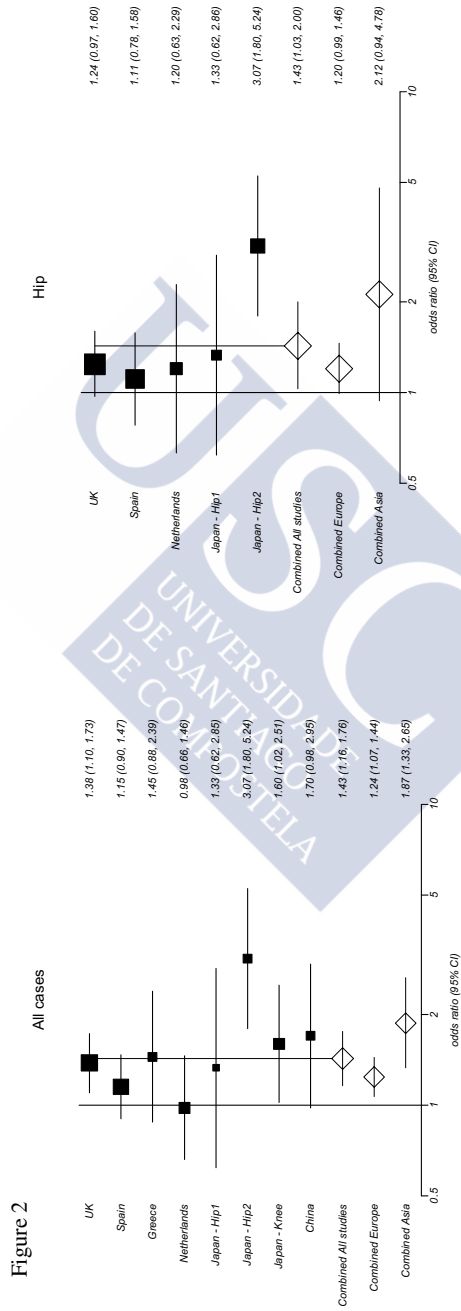 Figure 2
All cases
UK 1.38 (1.10, 1.73)
Spain 1.15 (0.90, 1.47)
Greece 1.45 (0.88, 2.39)
Netherlands 0.98 (0.66, 1.46)
Japan - Hip1 1.33 (0.62, 2.85)
Japan - Hip2 3.07 (1.80, 5.24)
Japan - Knee 1.60 (1.02, 2.51)
China 1.70 (0.98, 2.95)
Combined All studies 1.43 (1.16, 1.76)
Combined Europe 1.24 (1.07, 1.44)
Combined Asia 1.87 (1.33, 2.65)
0.5 1 2 5 10
odds ratio (95% CI)
Hip
UK 1.24 (0.97, 1.60)
Spain 1.11 (0.78, 1.58)
Netherlands 1.20 (0.63, 2.29)
Japan - Hip1 1.33 (0.62, 2.86)
Japan - Hip2 3.07 (1.80, 5.24)
Combined All studies 1.43 (1.03, 2.00)
Combined Europe 1.20 (0.99, 1.46)
Combined Asia 2.12 (0.94, 4.78)
0.5 1 2 5 10
odds ratio (95% CI)
USC
UNIVERSIDADE
DE SANTIAGO
DE COMPOSTELA